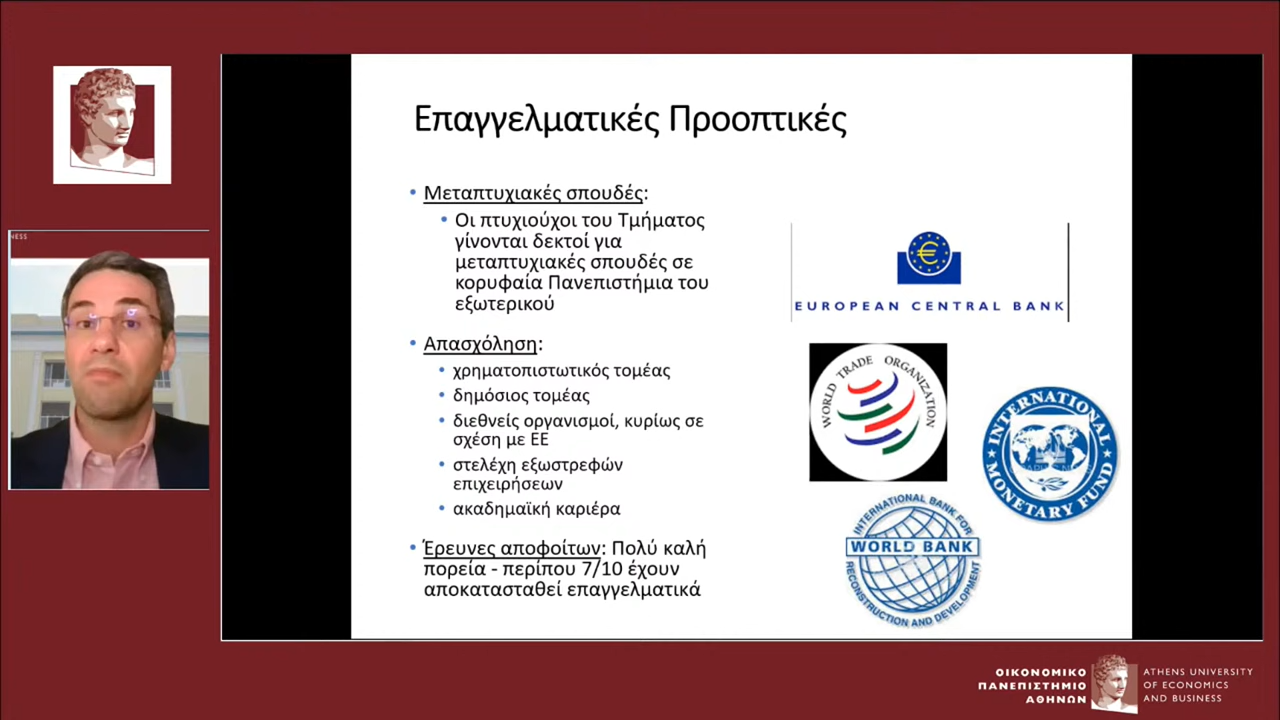 NESS
Επαγγελματικές Προοπτικές
• Μεταπτυχιακές σπουδές:
• Οι πτυχιούχοι του Τμήματος
γίνονται δεκτοί για
μεταπτυχιακές σπουδές σε
κορυφαία Πανεπιστήμια του
εξωτερικού
• Απασχόληση:
• χρηματοπιστωτικός τομέας
• δημόσιος τομέας
• διεθνείς οργανισμοί, κυρίως σε
σχέση με ΕΕ
• στελέχη εξωστρεφών
επιχειρήσεων
• ακαδημαϊκή καριέρα
• Έρευνες αποφοίτων: Πολύ καλή
πορεία - περίπου 7/10 έχουν
αποκατασταθεί επαγγελματικά
EUROPEAN CENTRAL BANK
WORLD TRADE ORGANIZATION
INTERNATIONAL
MONETARY FUND
INTERNATIONAL BANK FOR
WORLD BANK
RECONSTRUCTION AND DEVELOPMENT
ΟΙΚΟΝΟΜΙΚΟ
ΠΑΝΕΠΙΣΤΗΜΙΟ
ΑΘΗΝΩΝ
ATHENS UNIVERSITY
OF ECONOMICS
AND BUSINESS